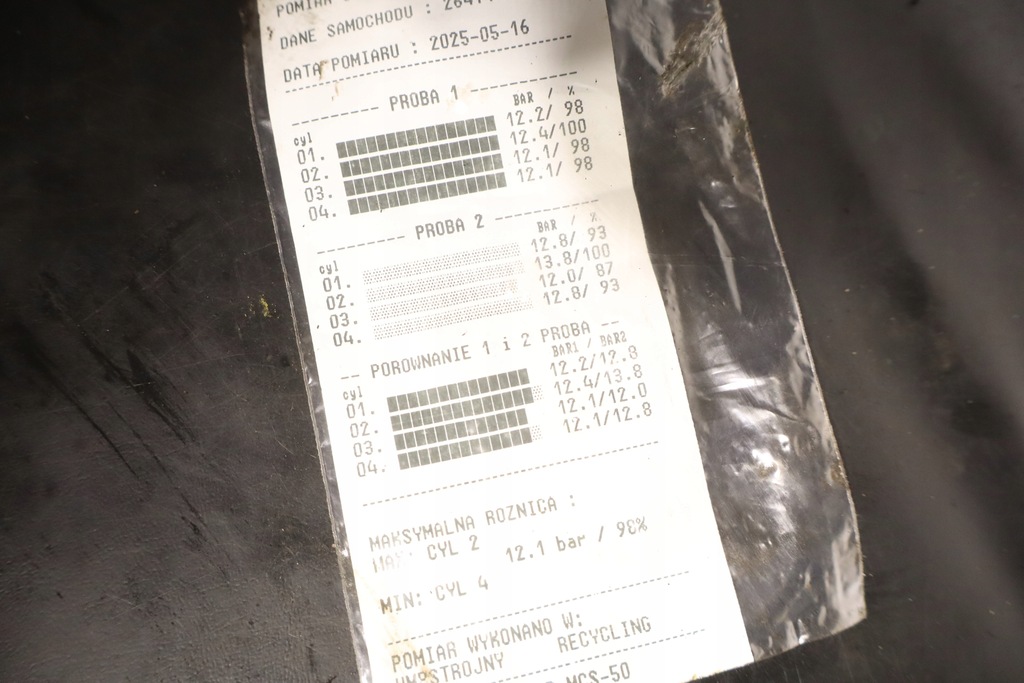 POMIAR
DANE SAMOCHODU :
DATA POMIARU : 2025-05-16
PROBA 1
cyl BAR / %
01. 12.2/ 98
02. 12.4/100
03. 12.1/ 98
04. 12.1/ 98
PROBA 2
cyl BAR / %
01. 12.8/ 93
02. 13.8/100
03. 12.0/ 87
04. 12.8/ 93
-- POROWNANIE 1 i 2 PROBA --
cyl BAR1 / BAR2
01. 12.2/12.8
02. 12.4/13.8
03. 12.1/12.0
04. 12.1/12.8
MAKSYMALNA ROZNICA :
MAX: CYL 2
12.1 bar / 98%
MIN: CYL 4
POMIAR WYKONANO W:
RECYCLING
MCS-50